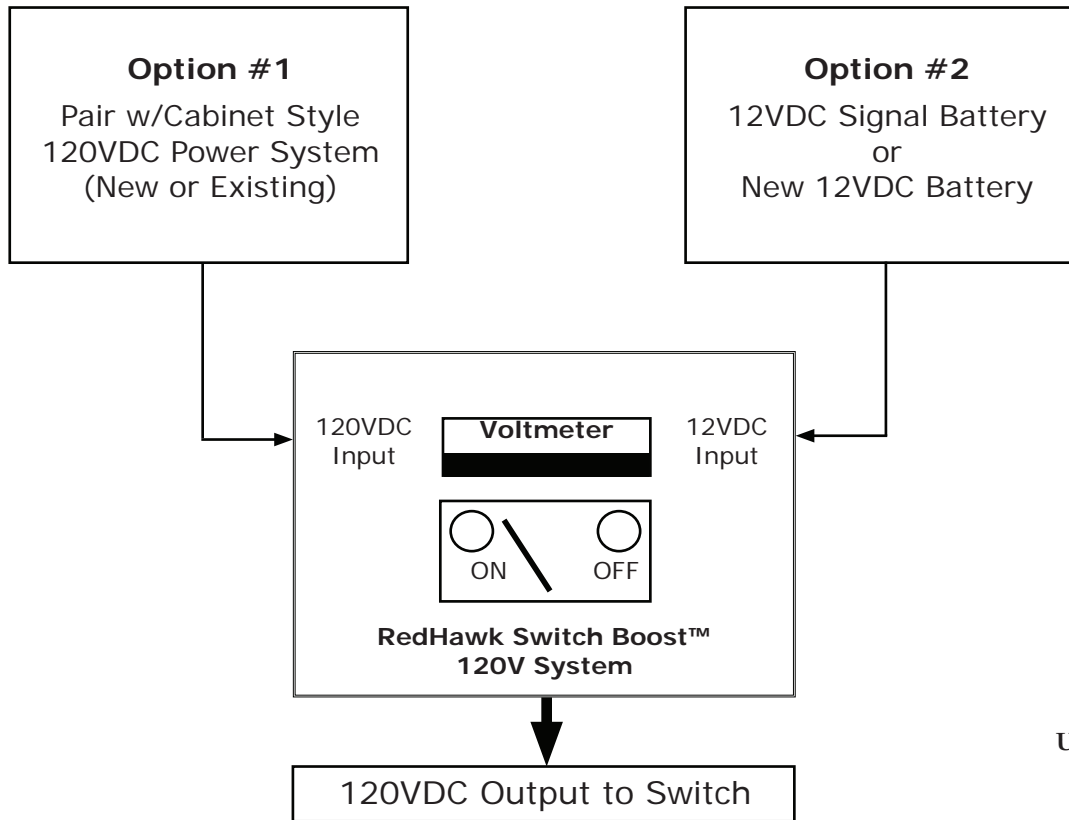 Option #1
Pair w/Cabinet Style
120VDC Power System
(New or Existing)
Option #2
12VDC Signal Battery
or
New 12VDC Battery
120VDC
Input
Voltmeter
12VDC
Input
ON
OFF
RedHawk Switch Boost™
120V System
U
120VDC Output to Switch